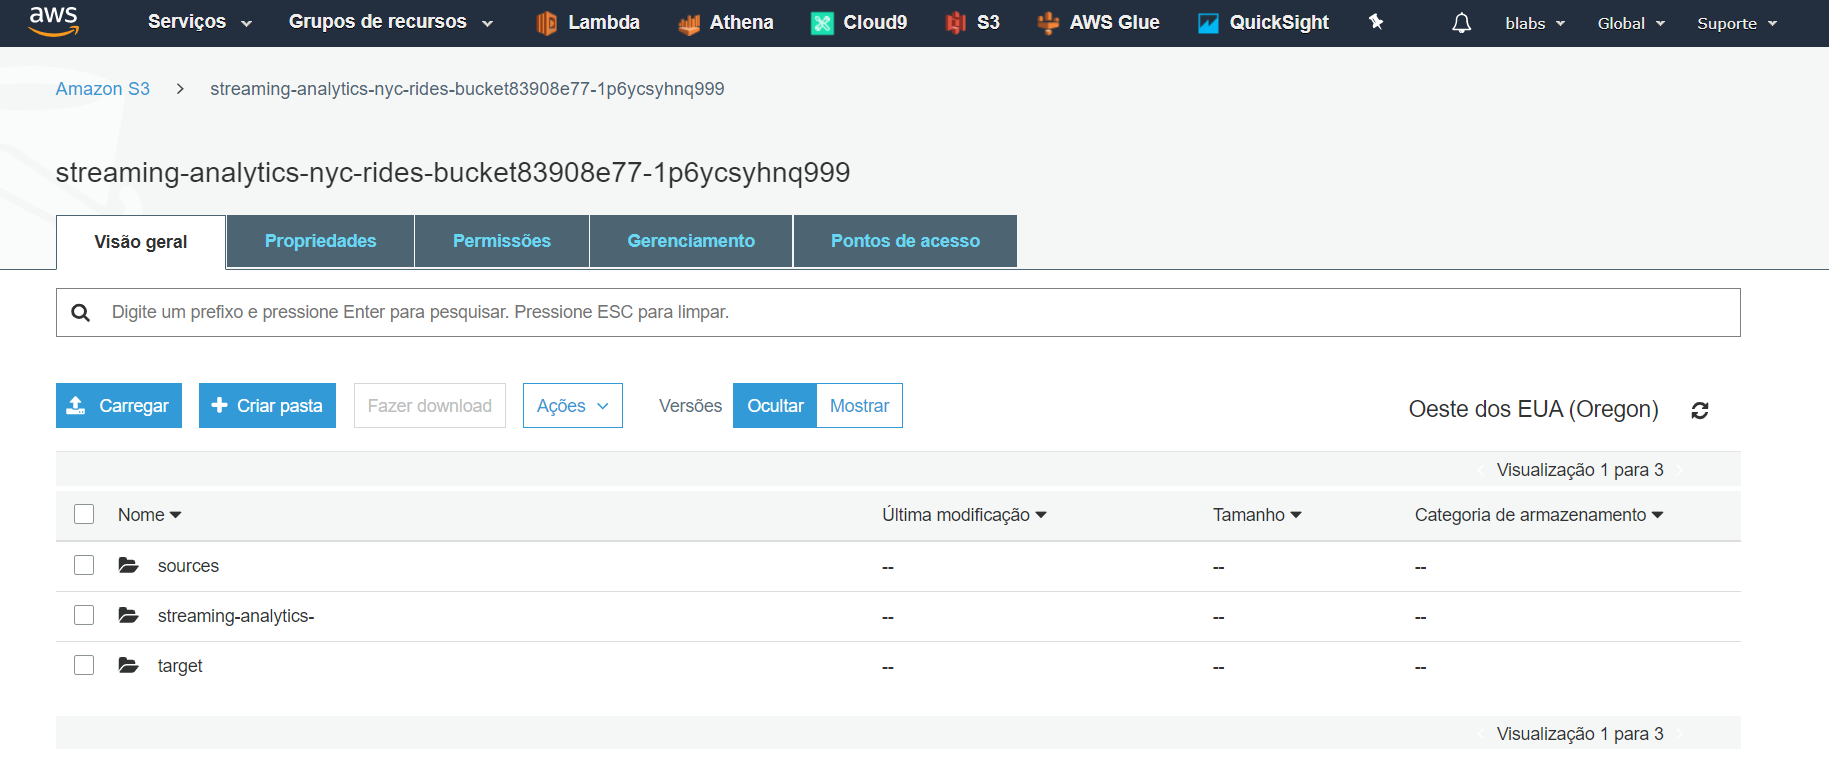 aws Serviços Grupos de recursos Lambda Athena Cloud9 S3 AWS Glue QuickSight blabs Global Suporte
Amazon S3 > streaming-analytics-nyc-rides-bucket83908e77-1p6ycsyhnq999
streaming-analytics-nyc-rides-bucket83908e77-1p6ycsyhnq999
Visão geral Propriedades Permissões Gerenciamento Pontos de acesso
Digite um prefixo e pressione Enter para pesquisar. Pressione ESC para limpar.
Carregar Criar pasta Fazer download Ações Versões Ocultar Mostrar Oeste dos EUA (Oregon)
Visualização 1 para 3
Nome Última modificação Tamanho Categoria de armazenamento
sources -- -- --
streaming-analytics- -- -- --
target -- -- --
Visualização 1 para 3